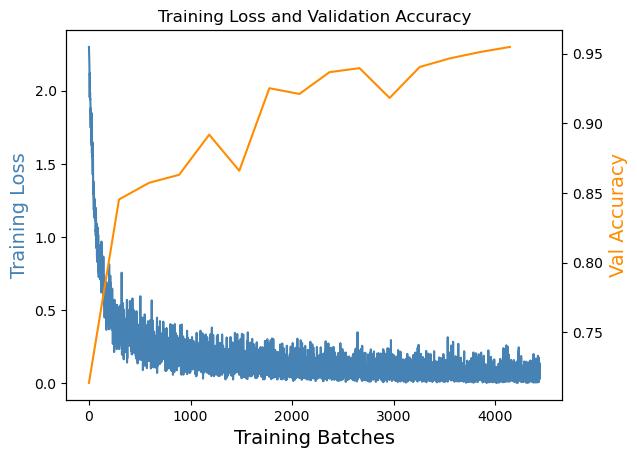 Training Loss and Validation Accuracy
Training Loss
2.0
1.5
1.0
0.5
0.0
0.95
0.90
0.85
0.80
0.75
Val Accuracy
0 1000 2000 3000 4000
Training Batches